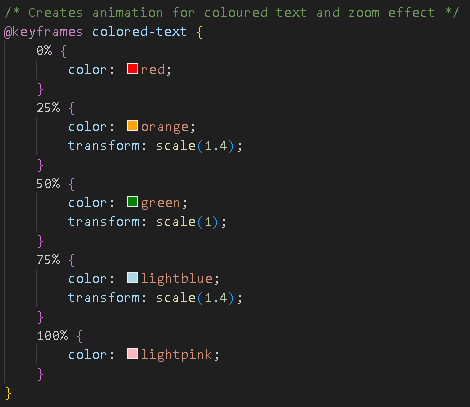 /* Creates animation for coloured text and zoom effect */
@keyframes colored-text {
    0% {
        color: red;
    }
    25% {
        color: orange;
        transform: scale(1.4);
    }
    50% {
        color: green;
        transform: scale(1);
    }
    75% {
        color: lightblue;
        transform: scale(1.4);
    }
    100% {
        color: lightpink;
    }
}